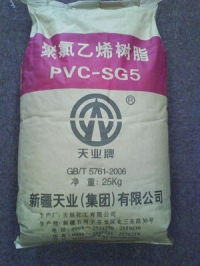 聚氯乙烯树脂
PVC-SG5
天业牌
GB/T 5761-2006
净 重: 25Kg
新疆天业(集团)有限公司